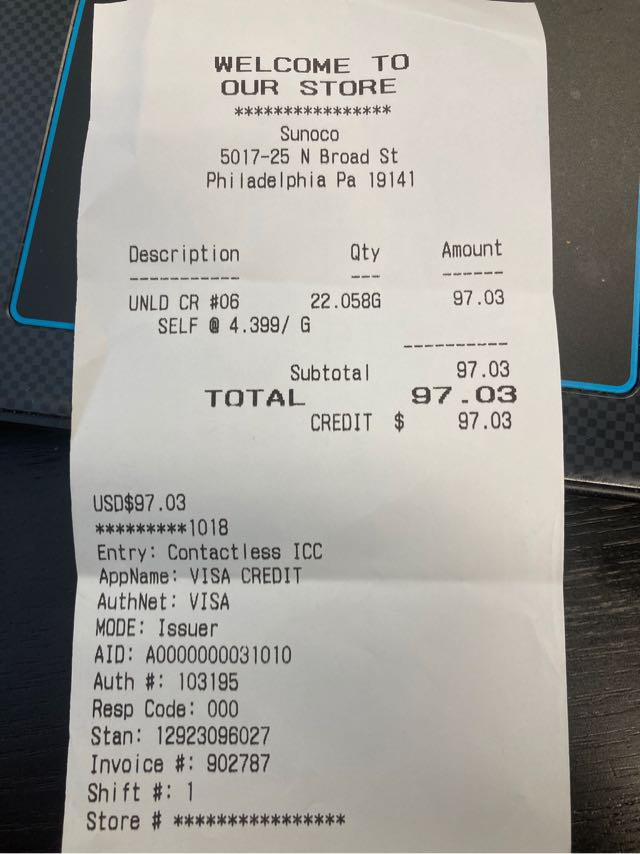 WELCOME TO
OUR STORE
****************
Sunoco
5017-25 N Broad St
Philadelphia Pa 19141
Description Qty Amount
----------- --- ------
UNLD CR #06 22.058G 97.03
SELF @ 4.399/ G
----------
Subtotal 97.03
TOTAL 97.03
CREDIT $ 97.03
USD$97.03
*********1018
Entry: Contactless ICC
AppName: VISA CREDIT
AuthNet: VISA
MODE: Issuer
AID: A0000000031010
Auth #: 103195
Resp Code: 000
Stan: 12923096027
Invoice #: 902787
Shift #: 1
Store # ****************